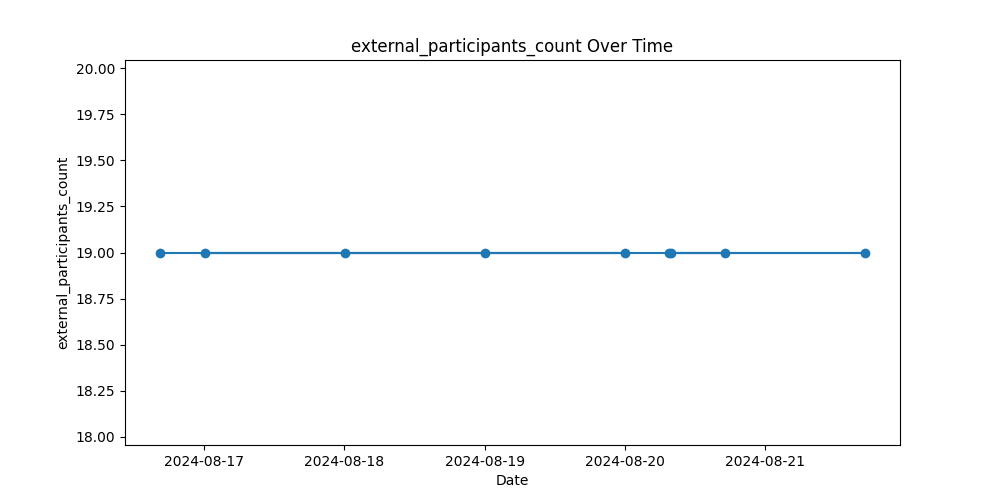 external_participants_count Over Time
external_participants_count
20.00
19.75
19.50
19.25
19.00
18.75
18.50
18.25
18.00
2024-08-17 2024-08-18 2024-08-19 2024-08-20 2024-08-21
Date